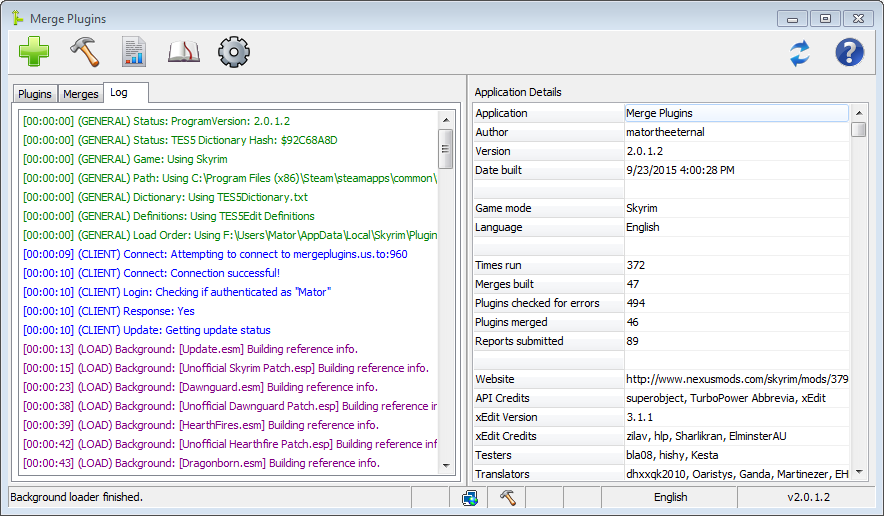 Merge Plugins
Plugins
Merges
Log
[00:00:00] (GENERAL) Status: ProgramVersion: 2.0.1.2
[00:00:00] (GENERAL) Status: TES5 Dictionary Hash: $92C68A8D
[00:00:00] (GENERAL) Game: Using Skyrim
[00:00:00] (GENERAL) Path: Using C:\Program Files (x86)\Steam\steamapps\common\
[00:00:00] (GENERAL) Dictionary: Using TES5Dictionary.txt
[00:00:00] (GENERAL) Definitions: Using TES5Edit Definitions
[00:00:00] (GENERAL) Load Order: Using F:\Users\Mator\AppData\Local\Skyrim\Plugin
[00:00:09] (CLIENT) Connect: Attempting to connect to mergeplugins.us.to:960
[00:00:10] (CLIENT) Connect: Connection successful!
[00:00:10] (CLIENT) Login: Checking if authenticated as "Mator"
[00:00:10] (CLIENT) Response: Yes
[00:00:10] (CLIENT) Update: Getting update status
[00:00:13] (LOAD) Background: [Update.esm] Building reference info.
[00:00:15] (LOAD) Background: [Unofficial Skyrim Patch.esp] Building reference info.
[00:00:23] (LOAD) Background: [Dawnguard.esm] Building reference info.
[00:00:38] (LOAD) Background: [Unofficial Dawnguard Patch.esp] Building reference in
[00:00:39] (LOAD) Background: [HearthFires.esm] Building reference info.
[00:00:42] (LOAD) Background: [Unofficial Hearthfire Patch.esp] Building reference inf
[00:00:43] (LOAD) Background: [Dragonborn.esm] Building reference info.
Application Details
Application Merge Plugins
Author matortheeternal
Version 2.0.1.2
Date built 9/23/2015 4:00:28 PM
Game mode Skyrim
Language English
Times run 372
Merges built 47
Plugins checked for errors 494
Plugins merged 46
Reports submitted 89
Website http://www.nexusmods.com/skyrim/mods/379
API Credits superobject, TurboPower Abbrevia, xEdit
xEdit Version 3.1.1
xEdit Credits zilav, hlp, Sharlikran, ElminsterAU
Testers bla08, hishy, Kesta
Translators dhxxqk2010, Oaristys, Ganda, Martinezer, EH
Background loader finished.
English
v2.0.1.2